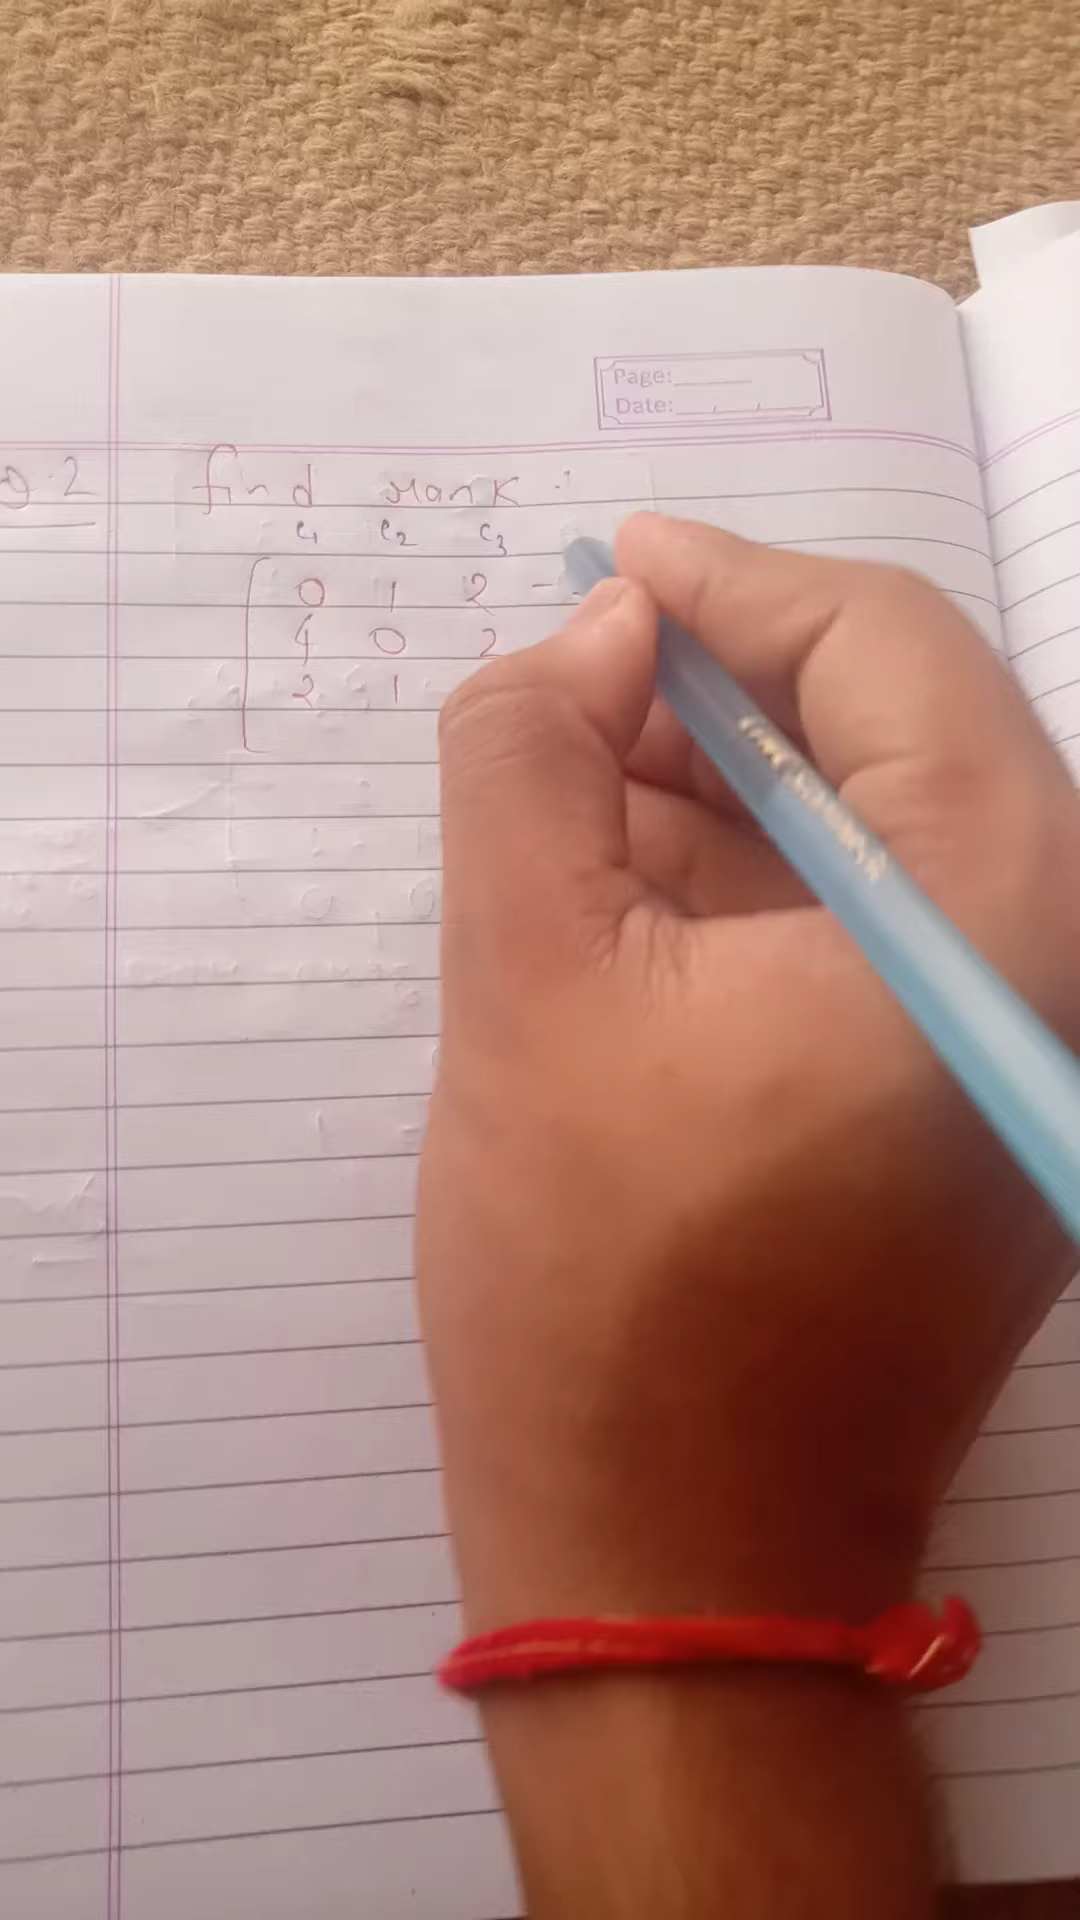 Page:
Date:
Q.2 find rank :
C1 C2 C3
0 1 2 -
4 0 2
2 1